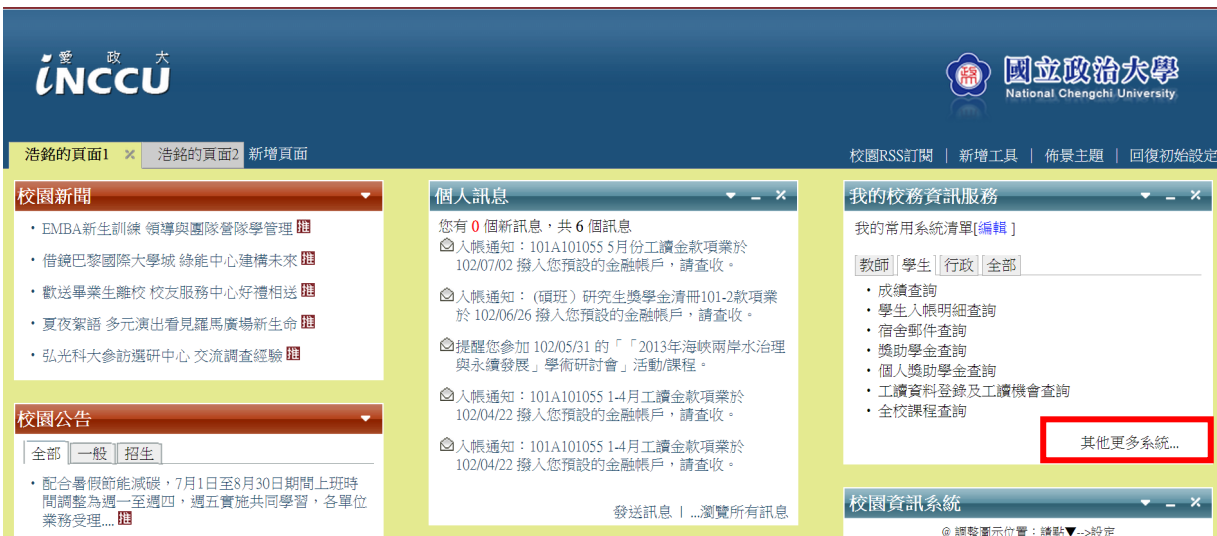 愛 政 大
iNCCU
國立政治大學
National Chengchi University
浩銘的頁面1 × 浩銘的頁面2 新增頁面
校園RSS訂閱 | 新增工具 | 佈景主題 | 回復初始設定
校園新聞
• EMBA新生訓練 領導與團隊營隊學管理 推
• 借鏡巴黎國際大學城 綠能中心建構未來 推
• 歡送畢業生離校 校友服務中心好禮相送 推
• 夏夜絮語 多元演出看見羅馬廣場新生命 推
• 弘光科大參訪選研中心 交流調查經驗 推
校園公告
全部 一般 招生
• 配合暑假節能減碳，7月1日至8月30日期間上班時
間調整為週一至週四，週五實施共同學習，各單位
業務受理.... 推
個人訊息
您有 0 個新訊息，共 6 個訊息
入帳通知：101A101055 5月份工讀金款項業於
102/07/02 撥入您預設的金融帳戶，請查收。
入帳通知： (碩班）研究生獎學金清冊101-2款項業
於 102/06/26 撥入您預設的金融帳戶，請查收。
提醒您參加 102/05/31 的「「2013年海峽兩岸水治理
與永續發展」學術研討會」活動/課程。
入帳通知：101A101055 1-4月工讀金款項業於
102/04/22 撥入您預設的金融帳戶，請查收。
入帳通知：101A101055 1-4月工讀金款項業於
102/04/22 撥入您預設的金融帳戶，請查收。
發送訊息 | ...瀏覽所有訊息
我的校務資訊服務
我的常用系統清單[編輯 ]
教師 學生 行政 全部
• 成績查詢
• 學生入帳明細查詢
• 宿舍郵件查詢
• 獎助學金查詢
• 個人獎助學金查詢
• 工讀資料登錄及工讀機會查詢
• 全校課程查詢
其他更多系統...
校園資訊系統
@ 調整圖示位置：請點▼-->設定